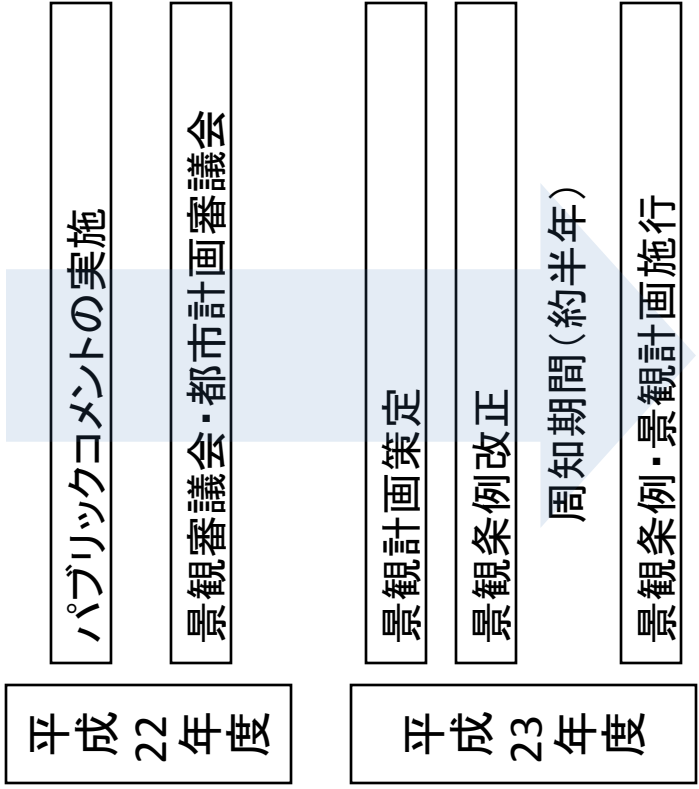 平成22年度
パブリックコメントの実施
景観審議会・都市計画審議会
平成23年度
景観計画策定
景観条例改正
周知期間(約半年)
景観条例・景観計画施行